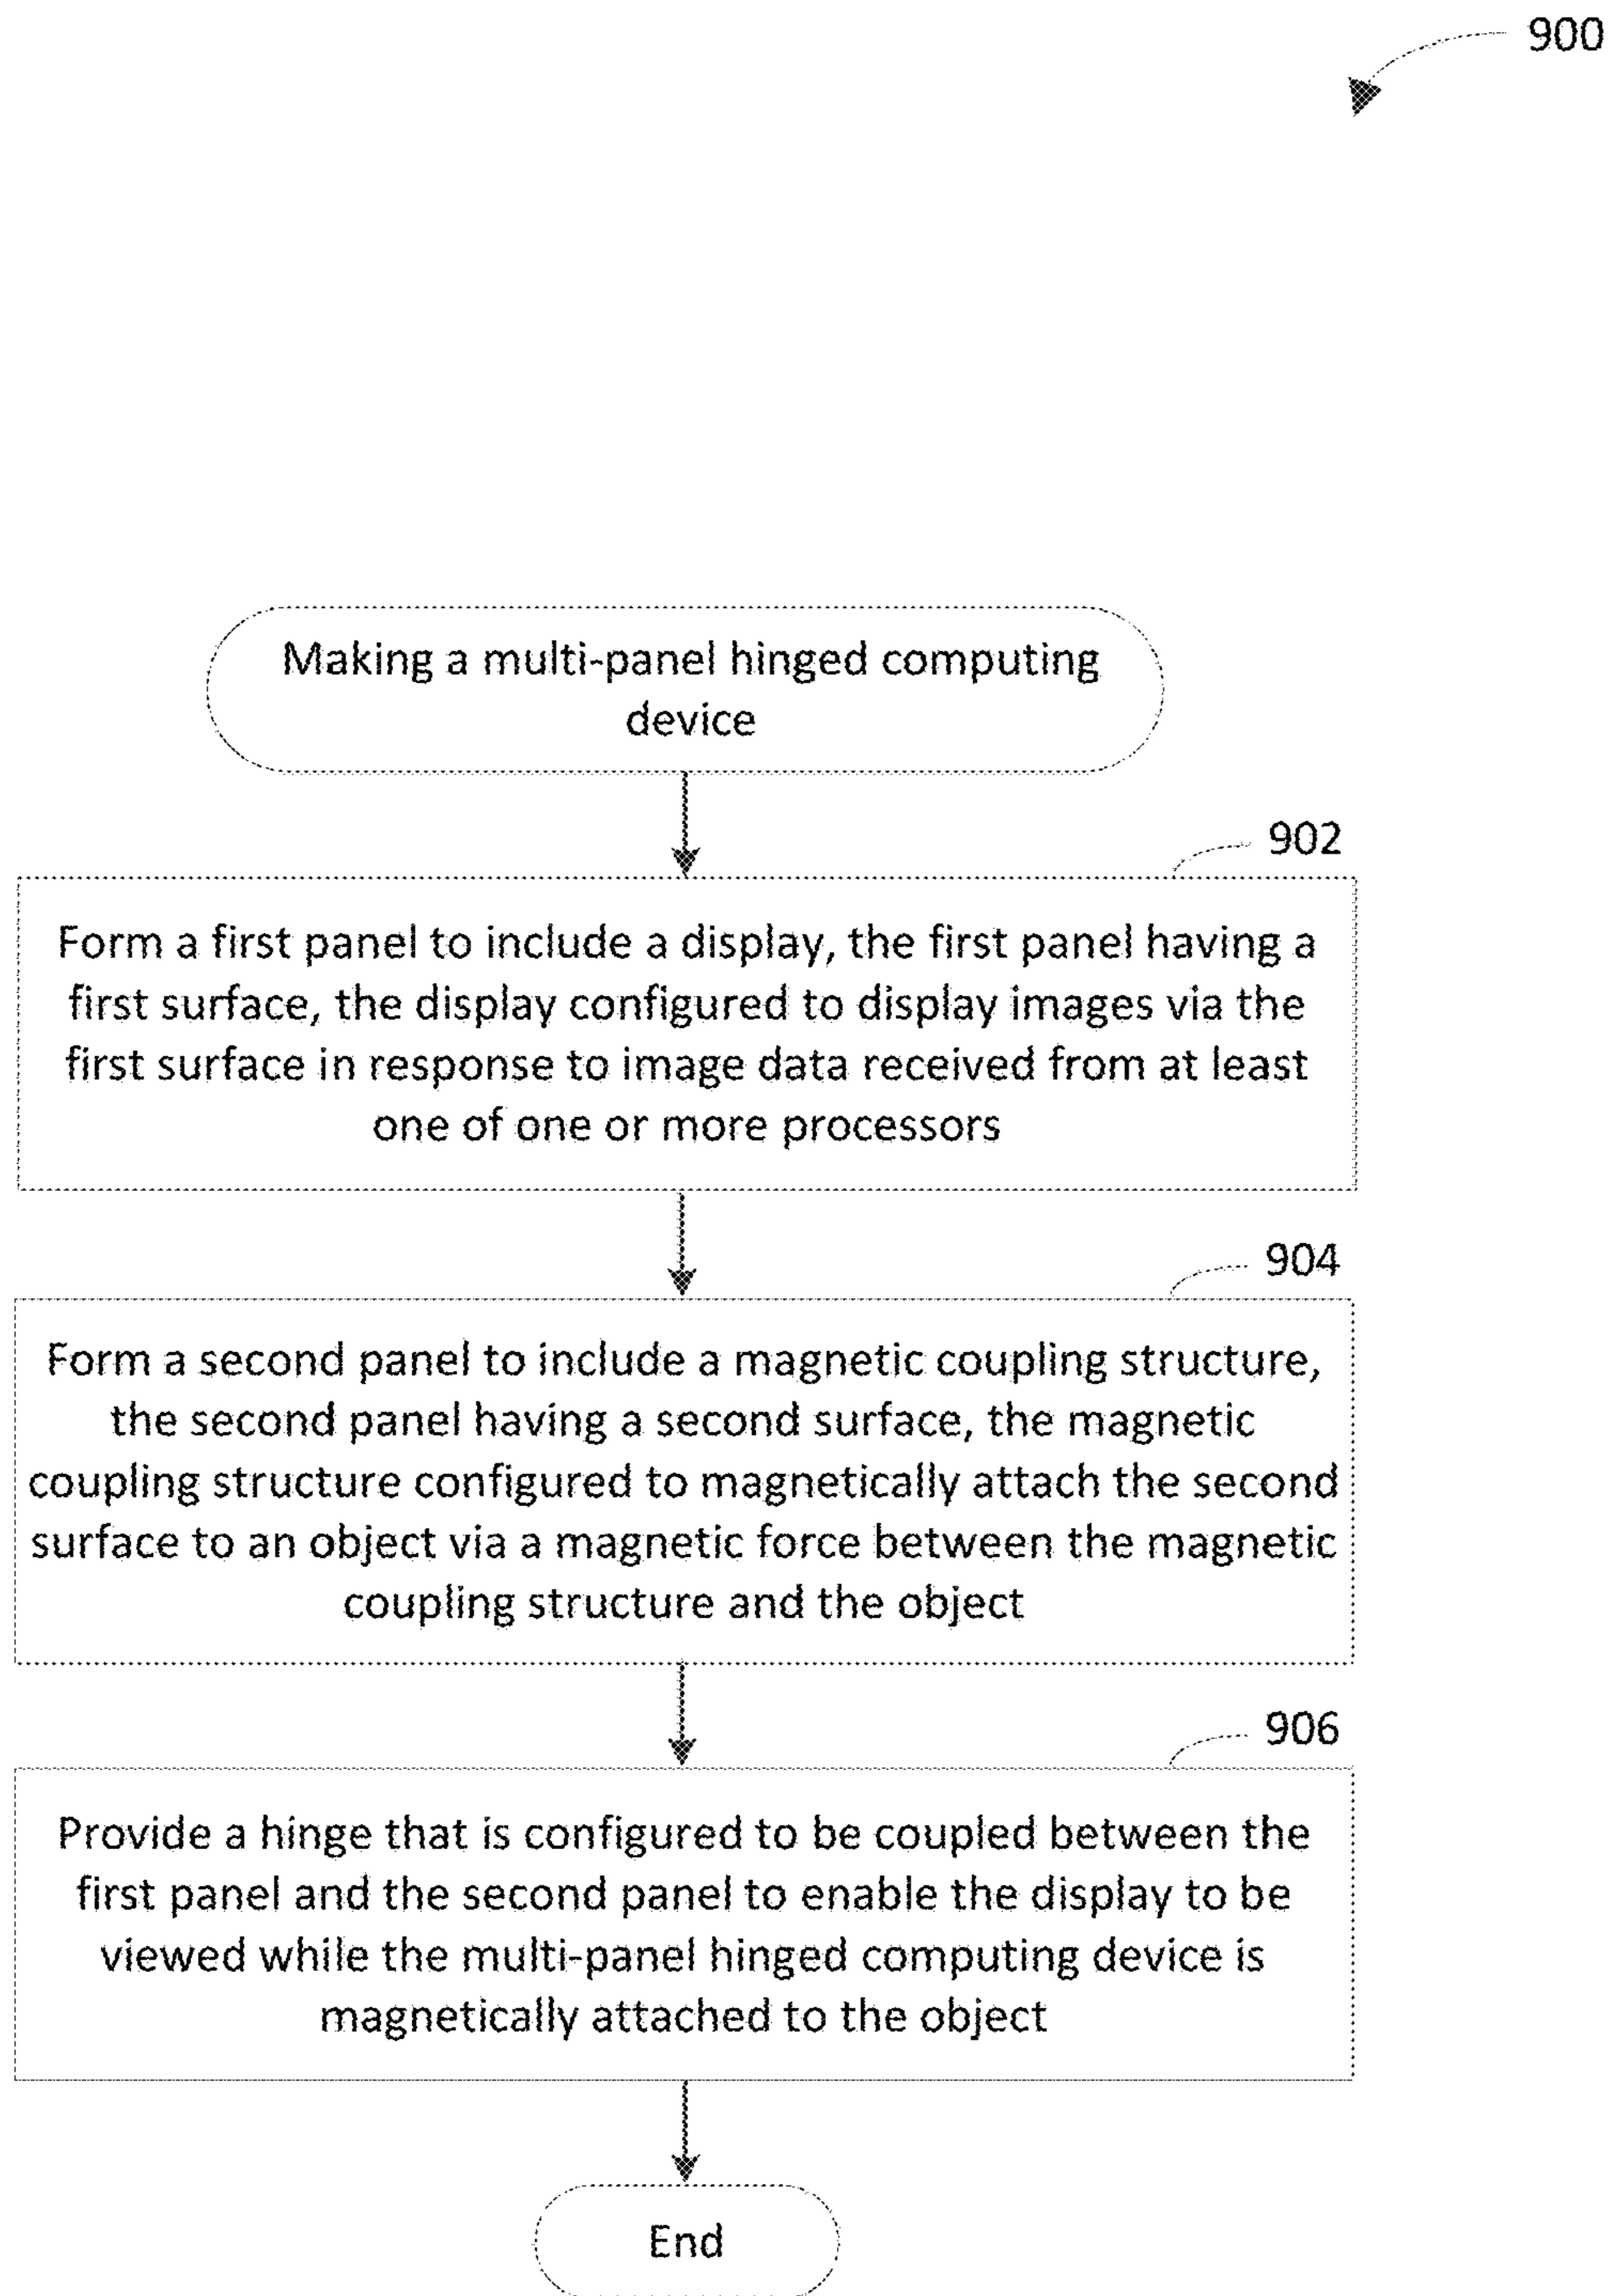 900
Making a multi-panel hinged computing
device
902
Form a first panel to include a display, the first panel having a
first surface, the display configured to display images via the
first surface in response to image data received from at least
one of one or more processors
904
Form a second panel to include a magnetic coupling structure,
the second panel having a second surface, the magnetic
coupling structure configured to magnetically attach the second
surface to an object via a magnetic force between the magnetic
coupling structure and the object
906
Provide a hinge that is configured to be coupled between the
first panel and the second panel to enable the display to be
viewed while the multi-panel hinged computing device is
magnetically attached to the object
End